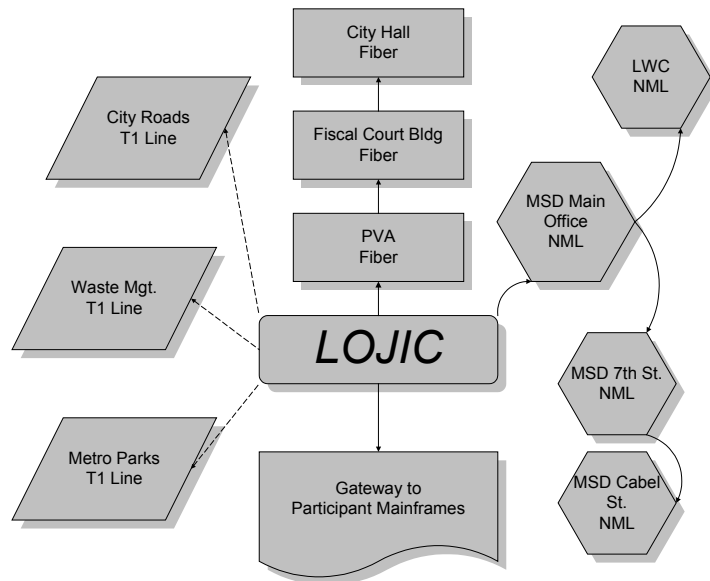 City Hall
Fiber
LWC
NML
City Roads
T1 Line
Fiscal Court Bldg
Fiber
MSD Main
Office
NML
PVA
Fiber
Waste Mgt.
T1 Line
LOJIC
MSD 7th St.
NML
Metro Parks
T1 Line
Gateway to
Participant Mainframes
MSD Cabel
St.
NML